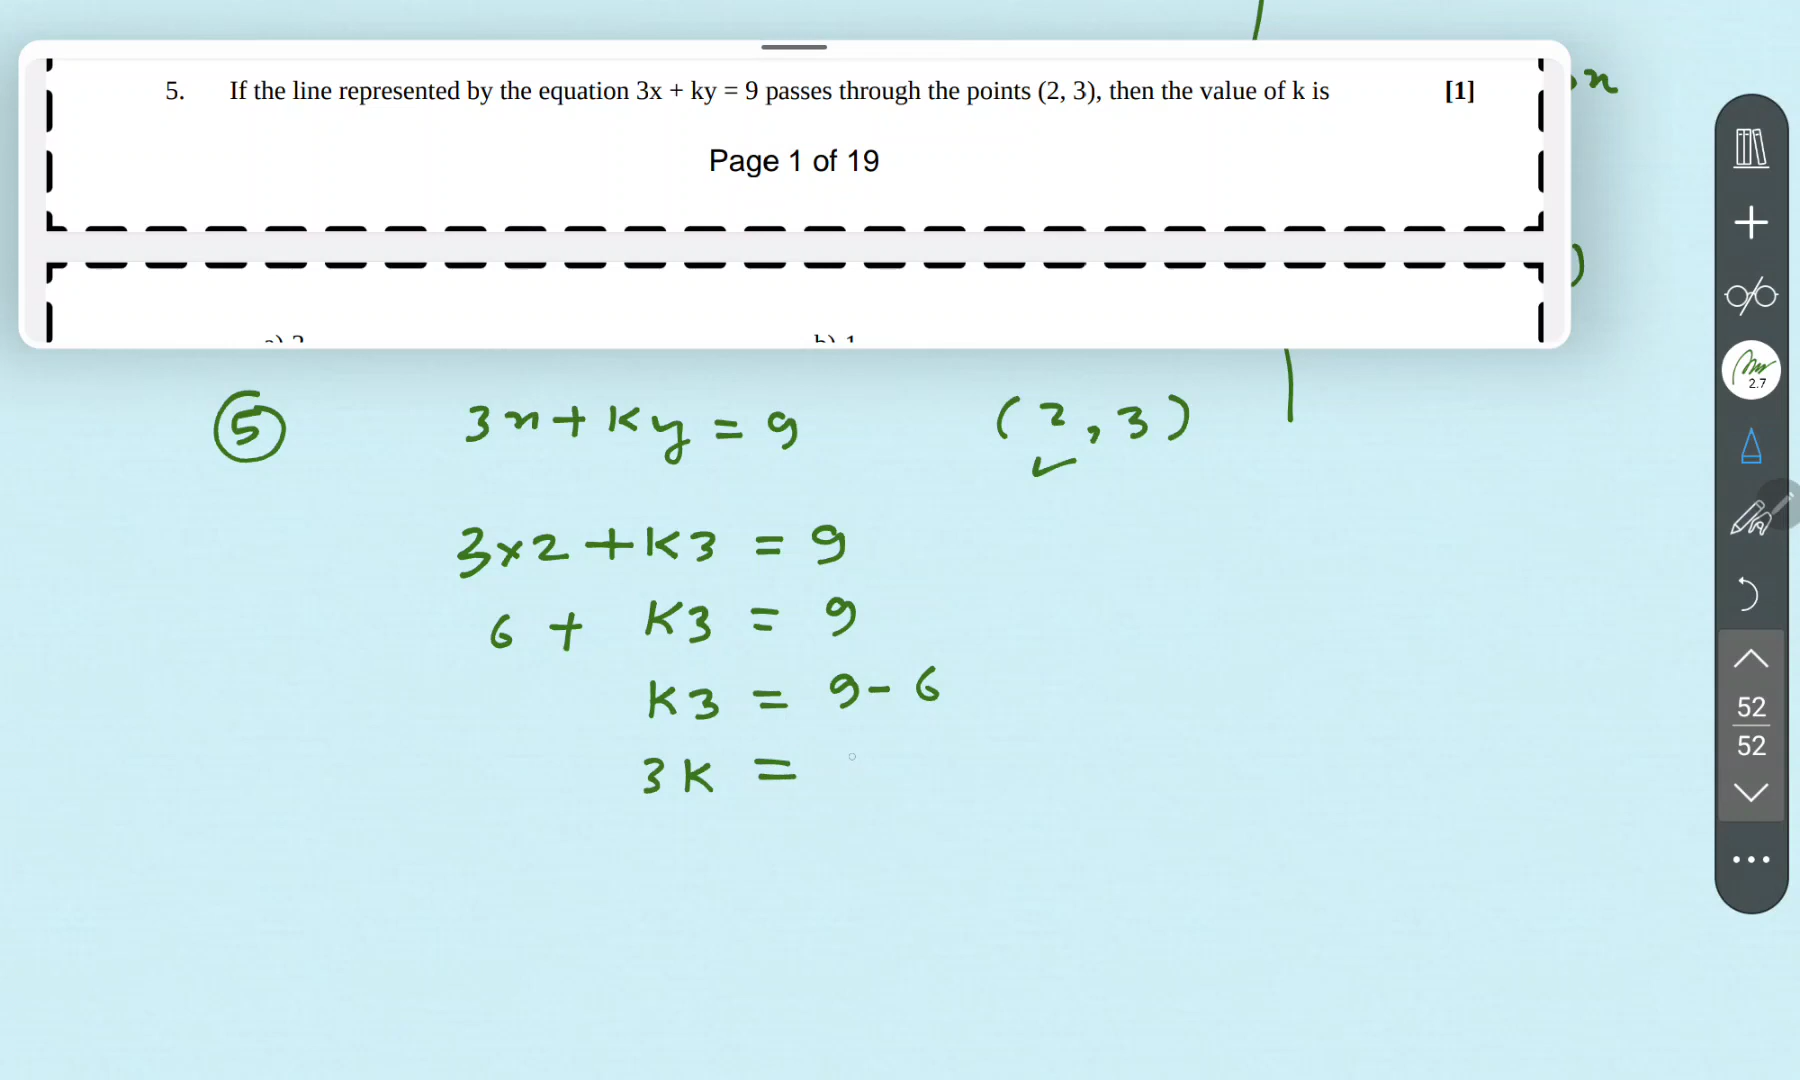 5. If the line represented by the equation 3x + ky = 9 passes through the points (2, 3), then the value of k is [1]
Page 1 of 19
b) 1
5 3x + ky = 9 (2, 3)
3×2 + k3 = 9
6 + k3 = 9
k3 = 9 - 6
3k =
2.7
52
52